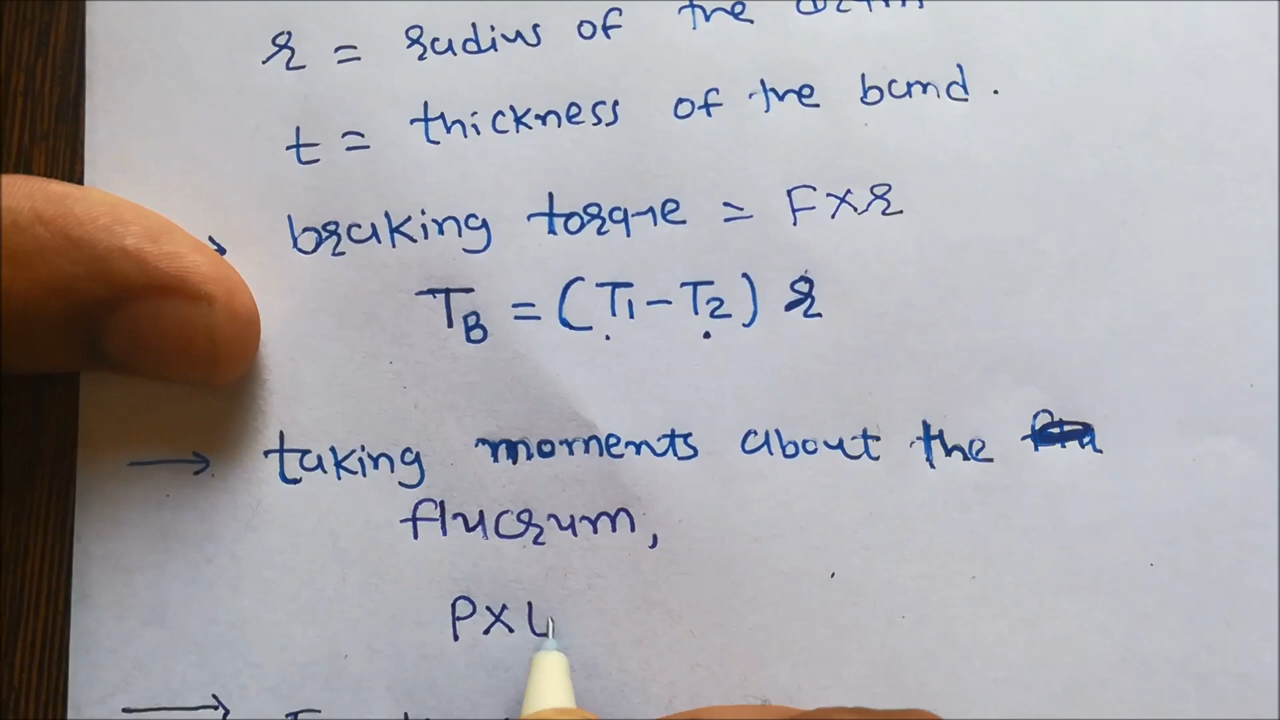 r = radius of the
t = thickness of the band.
→ braking torque = F×r
T_B = (T1-T2) r
→ taking moments about the
flucrum,
P×L
→